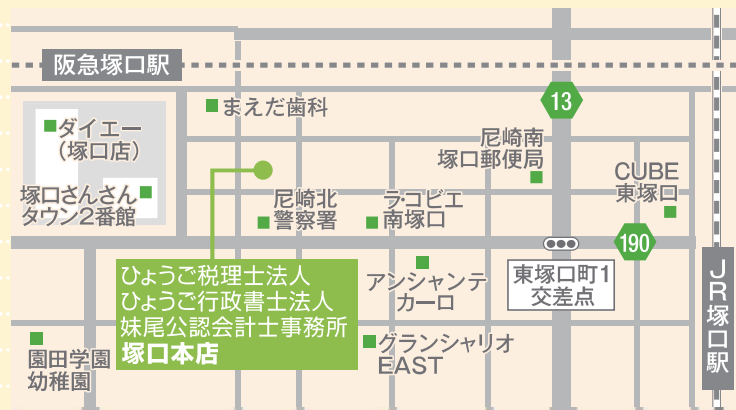 阪急塚口駅
まえだ歯科
13
ダイエー
（塚口店）
尼崎南
塚口郵便局
CUBE
東塚口
塚口さんさん
タウン2番館
尼崎北
警察署
ラ・コビエ
南塚口
190
ひょうご税理士法人
ひょうご行政書士法人
妹尾公認会計士事務所
塚口本店
アンシャンテ
カーロ
東塚口町1
交差点
JR塚口駅
園田学園
幼稚園
グランシャリオ
EAST